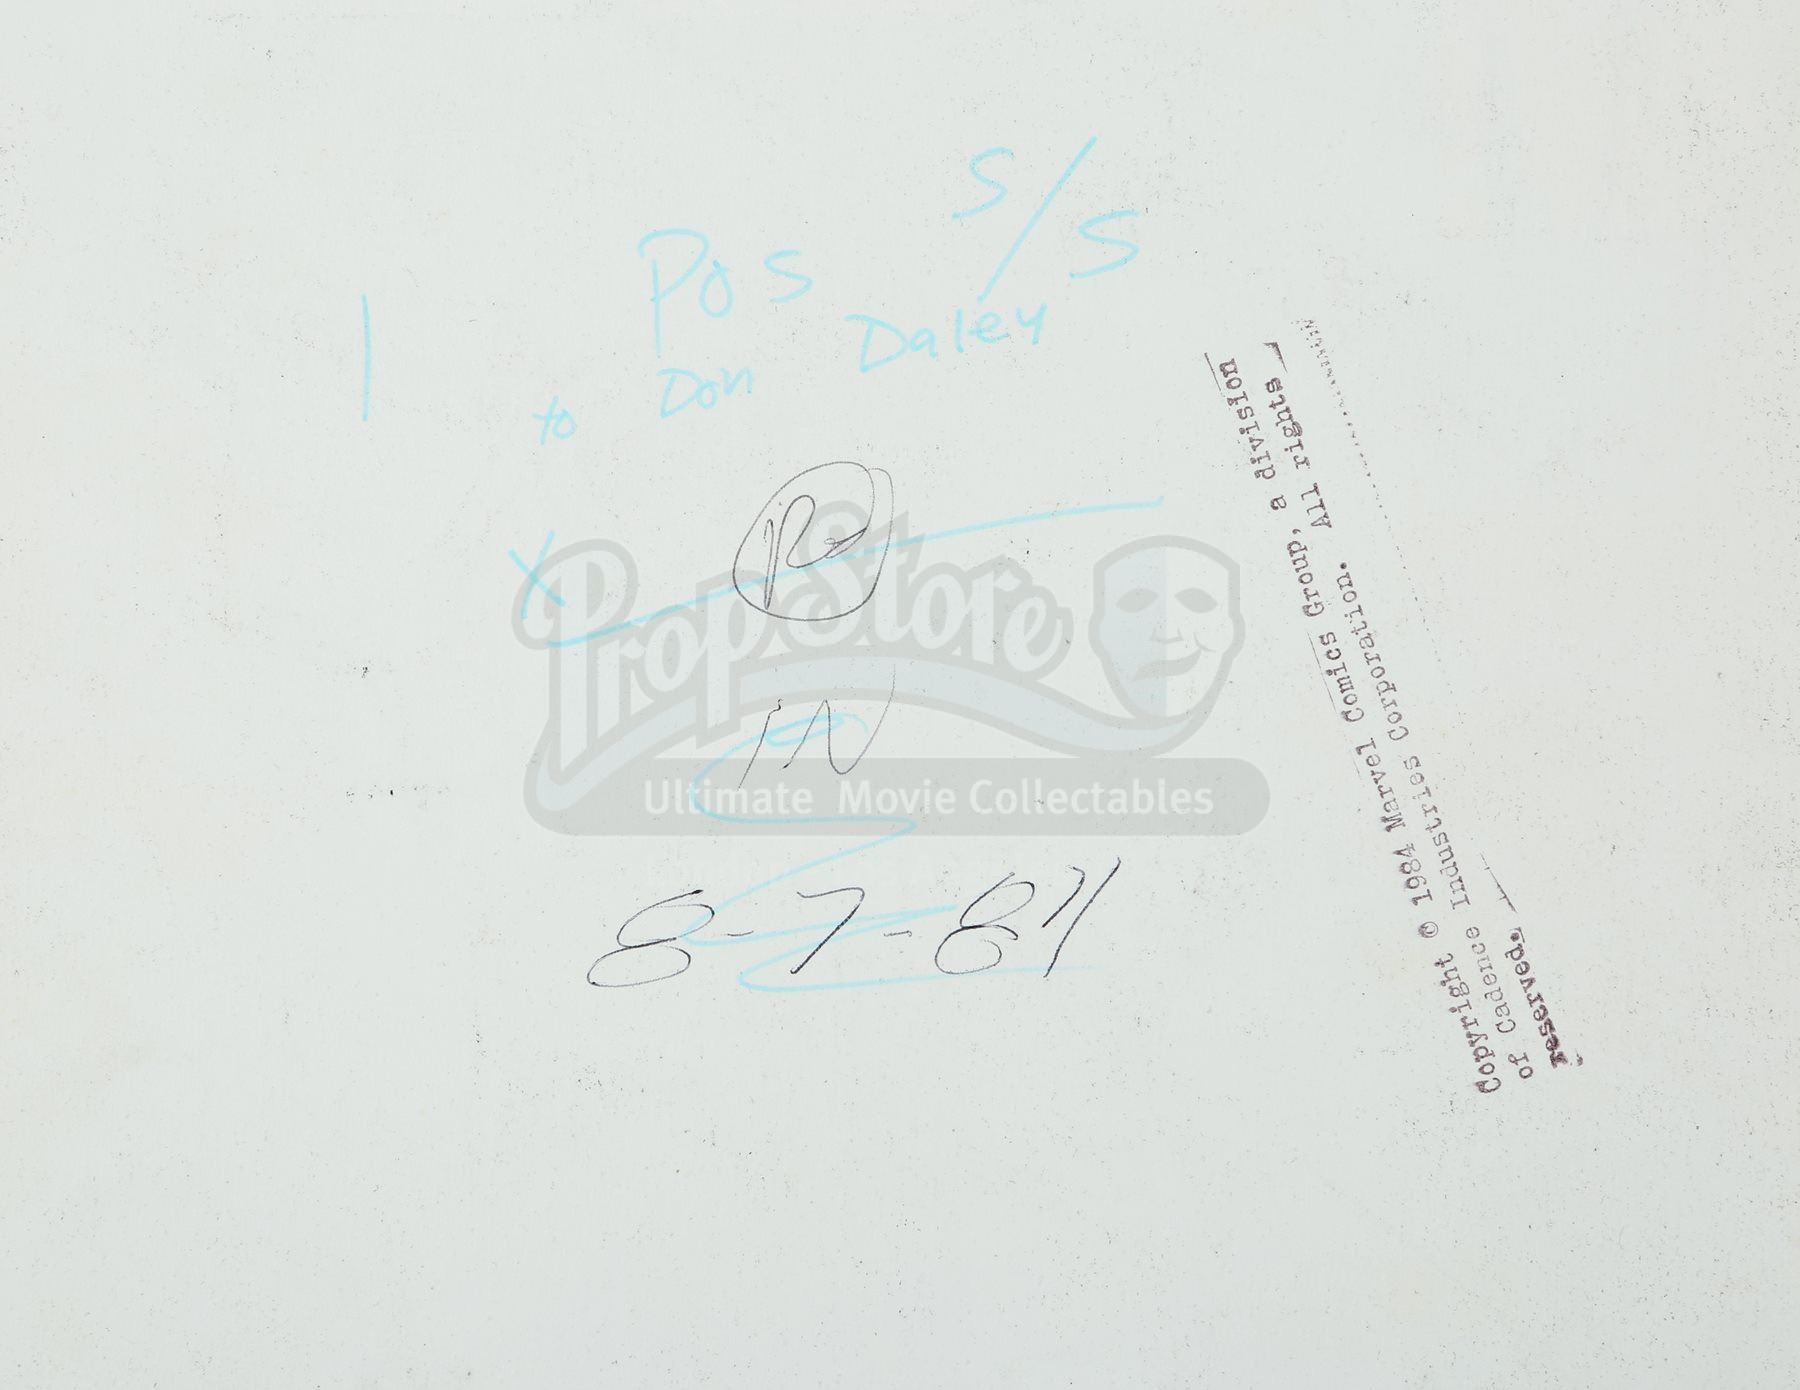 S/S
1 Pos
to Don Daley
X
IN
8-7-84
Copyright © 1984 Marvel Comics Group, a division
of Cadence Industries Corporation. All rights
reserved.
PropStore
Ultimate Movie Collectables